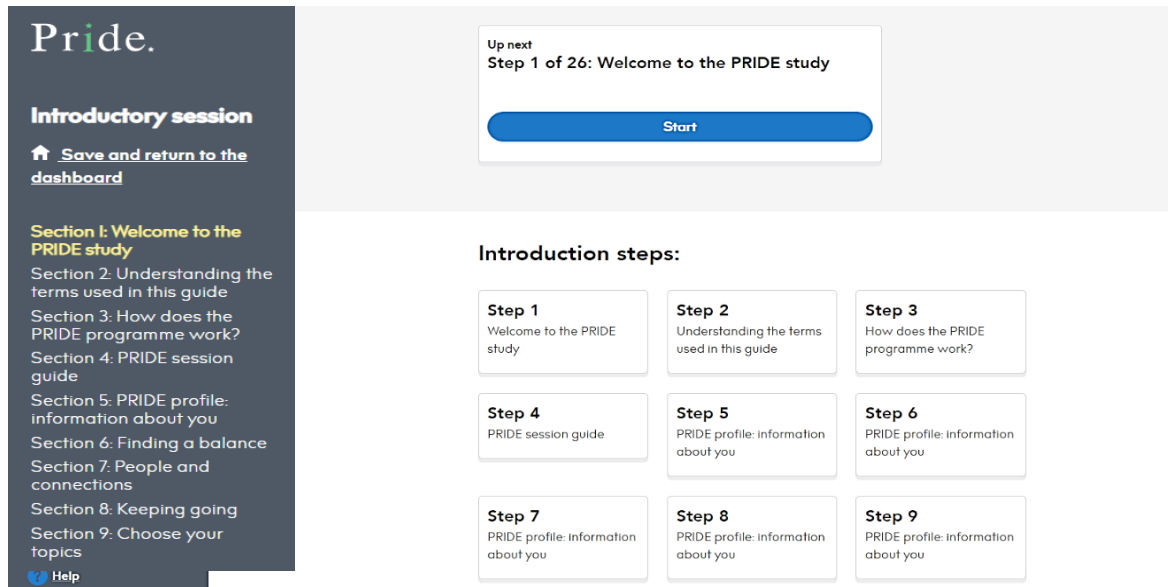 Pride.
Introductory session
Save and return to the
dashboard
Section 1: Welcome to the
PRIDE study
Section 2: Understanding the
terms used in this guide
Section 3: How does the
PRIDE programme work?
Section 4: PRIDE session
guide
Section 5: PRIDE profile:
information about you
Section 6: Finding a balance
Section 7: People and
connections
Section 8: Keeping going
Section 9: Choose your
topics
? Help
Up next
Step 1 of 26: Welcome to the PRIDE study
Start
Introduction steps:
Step 1
Welcome to the PRIDE
study
Step 2
Understanding the terms
used in this guide
Step 3
How does the PRIDE
programme work?
Step 4
PRIDE session guide
Step 5
PRIDE profile: information
about you
Step 6
PRIDE profile: information
about you
Step 7
PRIDE profile: information
about you
Step 8
PRIDE profile: information
about you
Step 9
PRIDE profile: information
about you